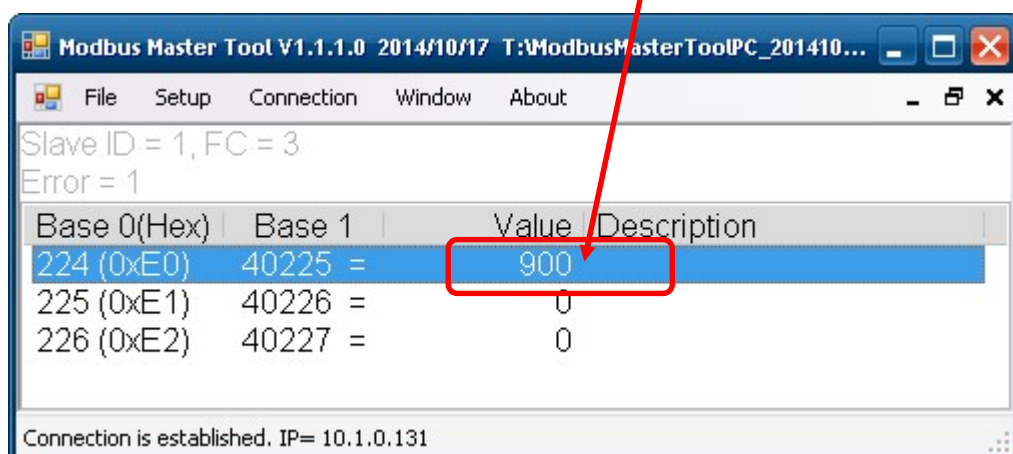 Modbus Master Tool V1.1.1.0 2014/10/17 T:\ModbusMasterToolPC_201410...
File Setup Connection Window About
Slave ID = 1, FC = 3
Error = 1
Base 0(Hex) Base 1 Value Description
224 (0xE0) 40225 = 900
225 (0xE1) 40226 = 0
226 (0xE2) 40227 = 0
Connection is established. IP= 10.1.0.131